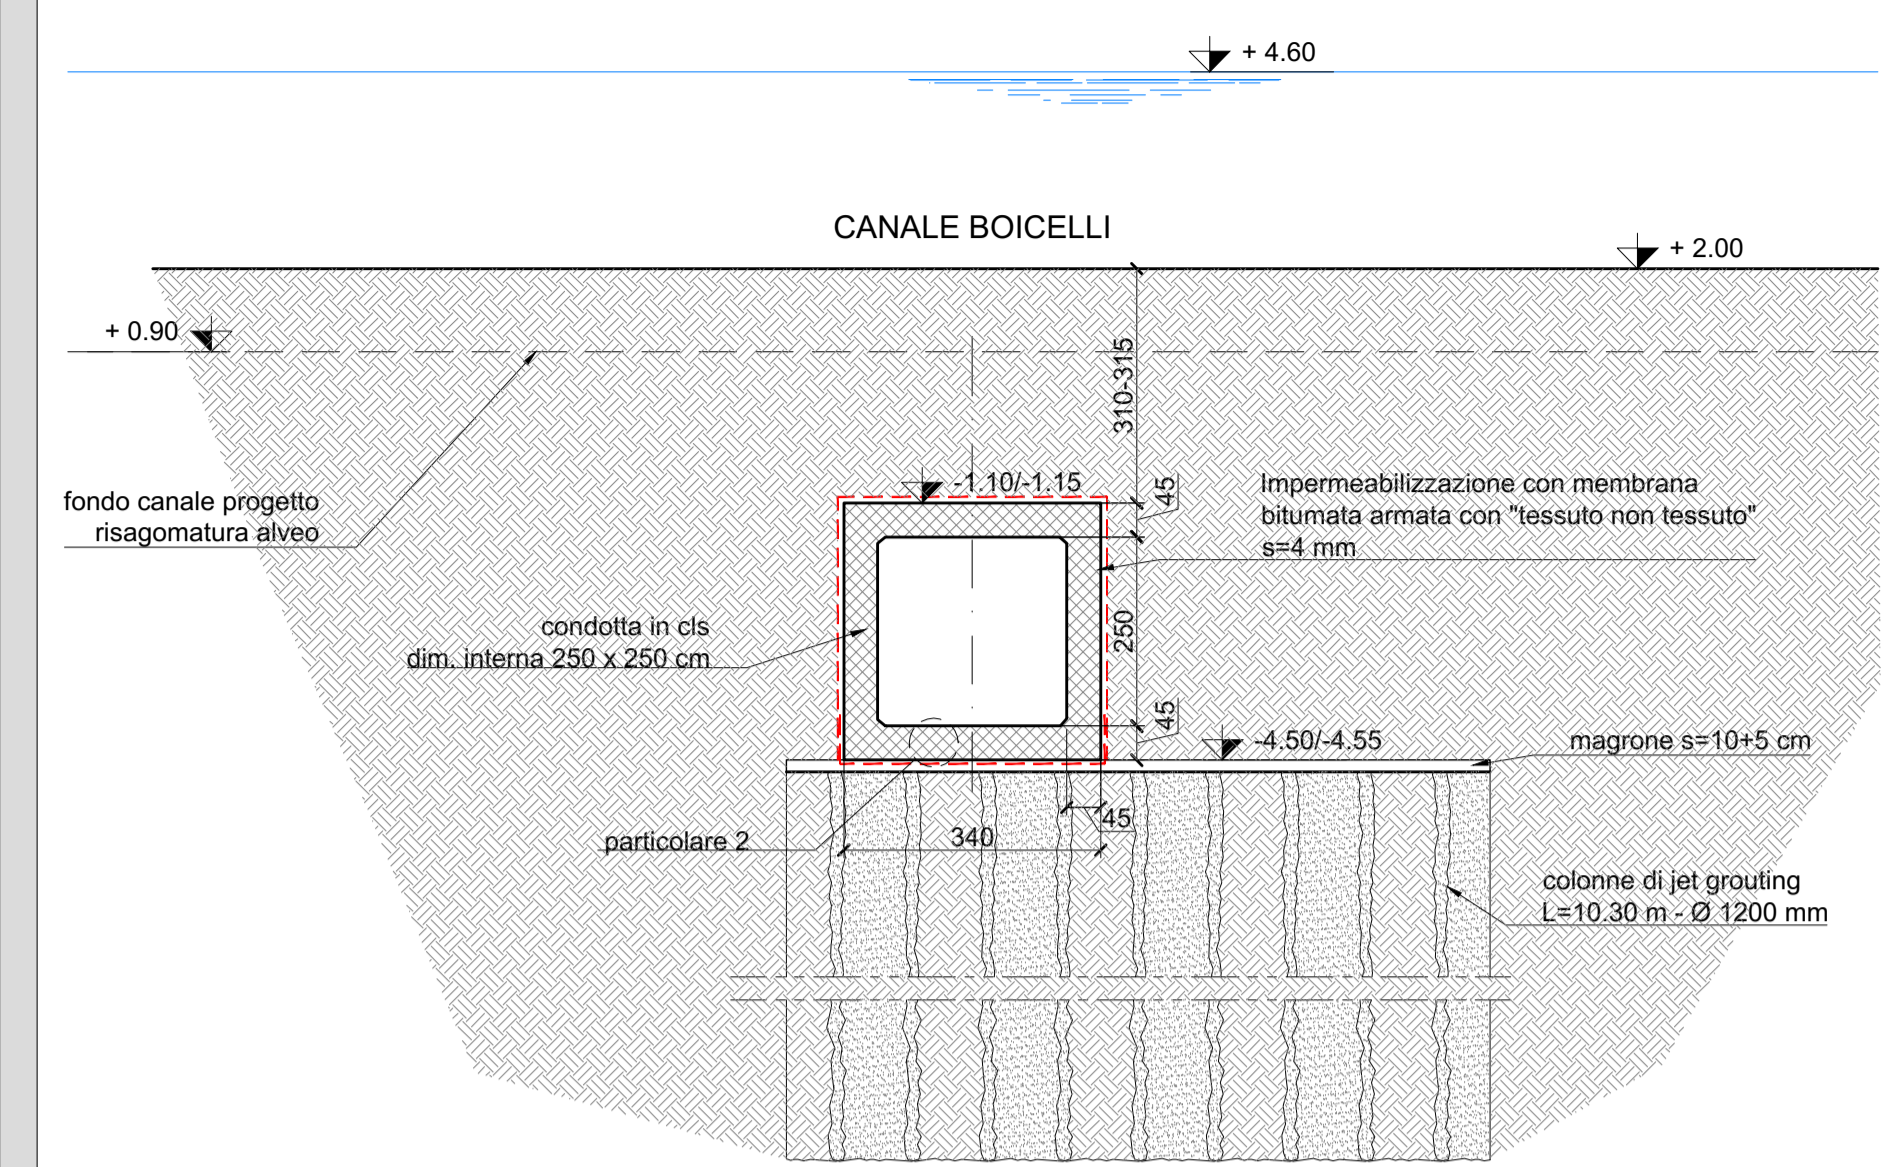 + 4.60
CANALE BOICELLI
+ 2.00
+ 0.90
310-315
fondo canale progetto
risagomatura alveo
-1.10/-1.15
45
Impermeabilizzazione con membrana
bitumata armata con "tessuto non tessuto"
s=4 mm
condotta in cls
dim. interna 250 x 250 cm
250
45
-4.50/-4.55
magrone s=10+5 cm
45
340
particolare 2
colonne di jet grouting
L=10.30 m - Ø 1200 mm